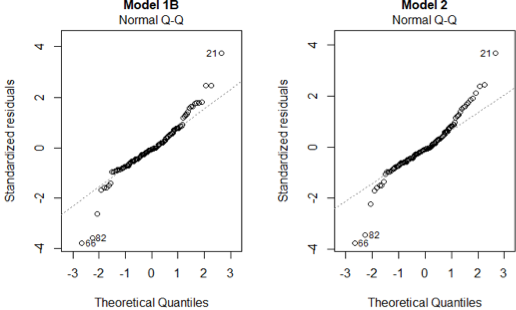 Model 1B
Normal Q-Q
Standardized residuals
4
2
0
-2
-4
21
82
66
-3 -2 -1 0 1 2 3
Theoretical Quantiles
Model 2
Normal Q-Q
Standardized residuals
4
2
0
-2
-4
21
82
66
-3 -2 -1 0 1 2 3
Theoretical Quantiles